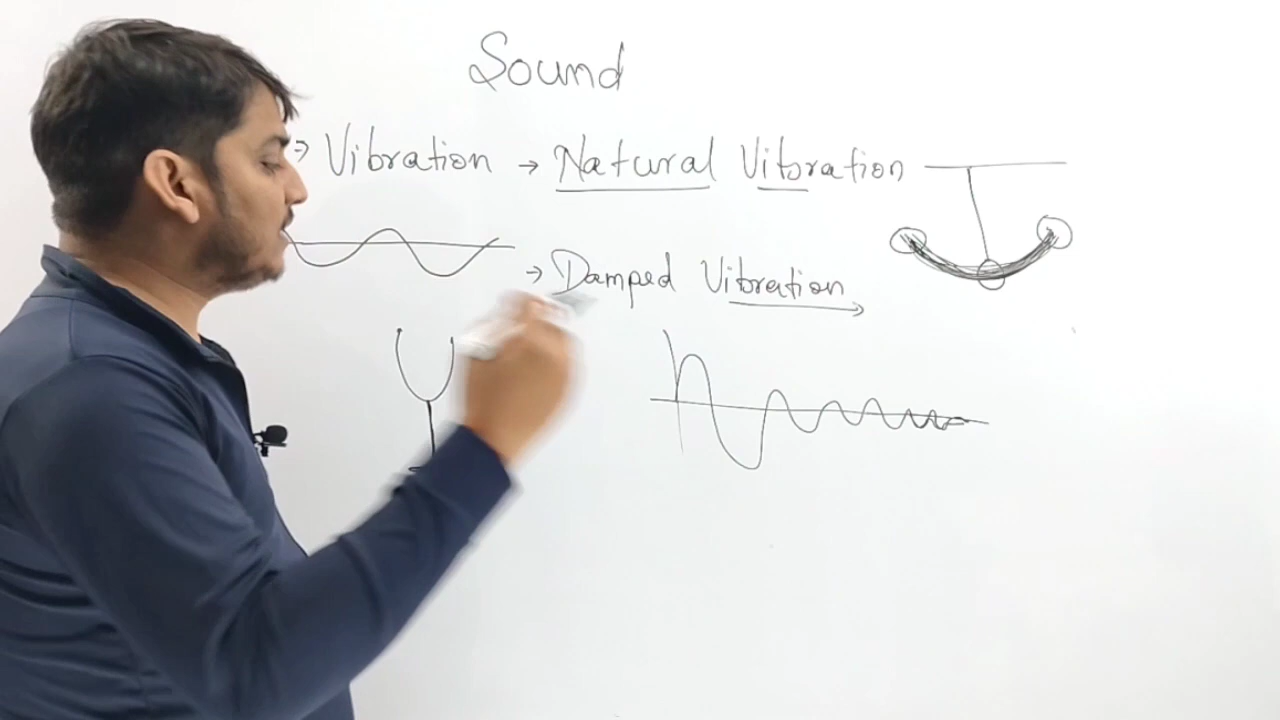 Sound
→ Vibration → Natural Vibration
→ Damped Vibration